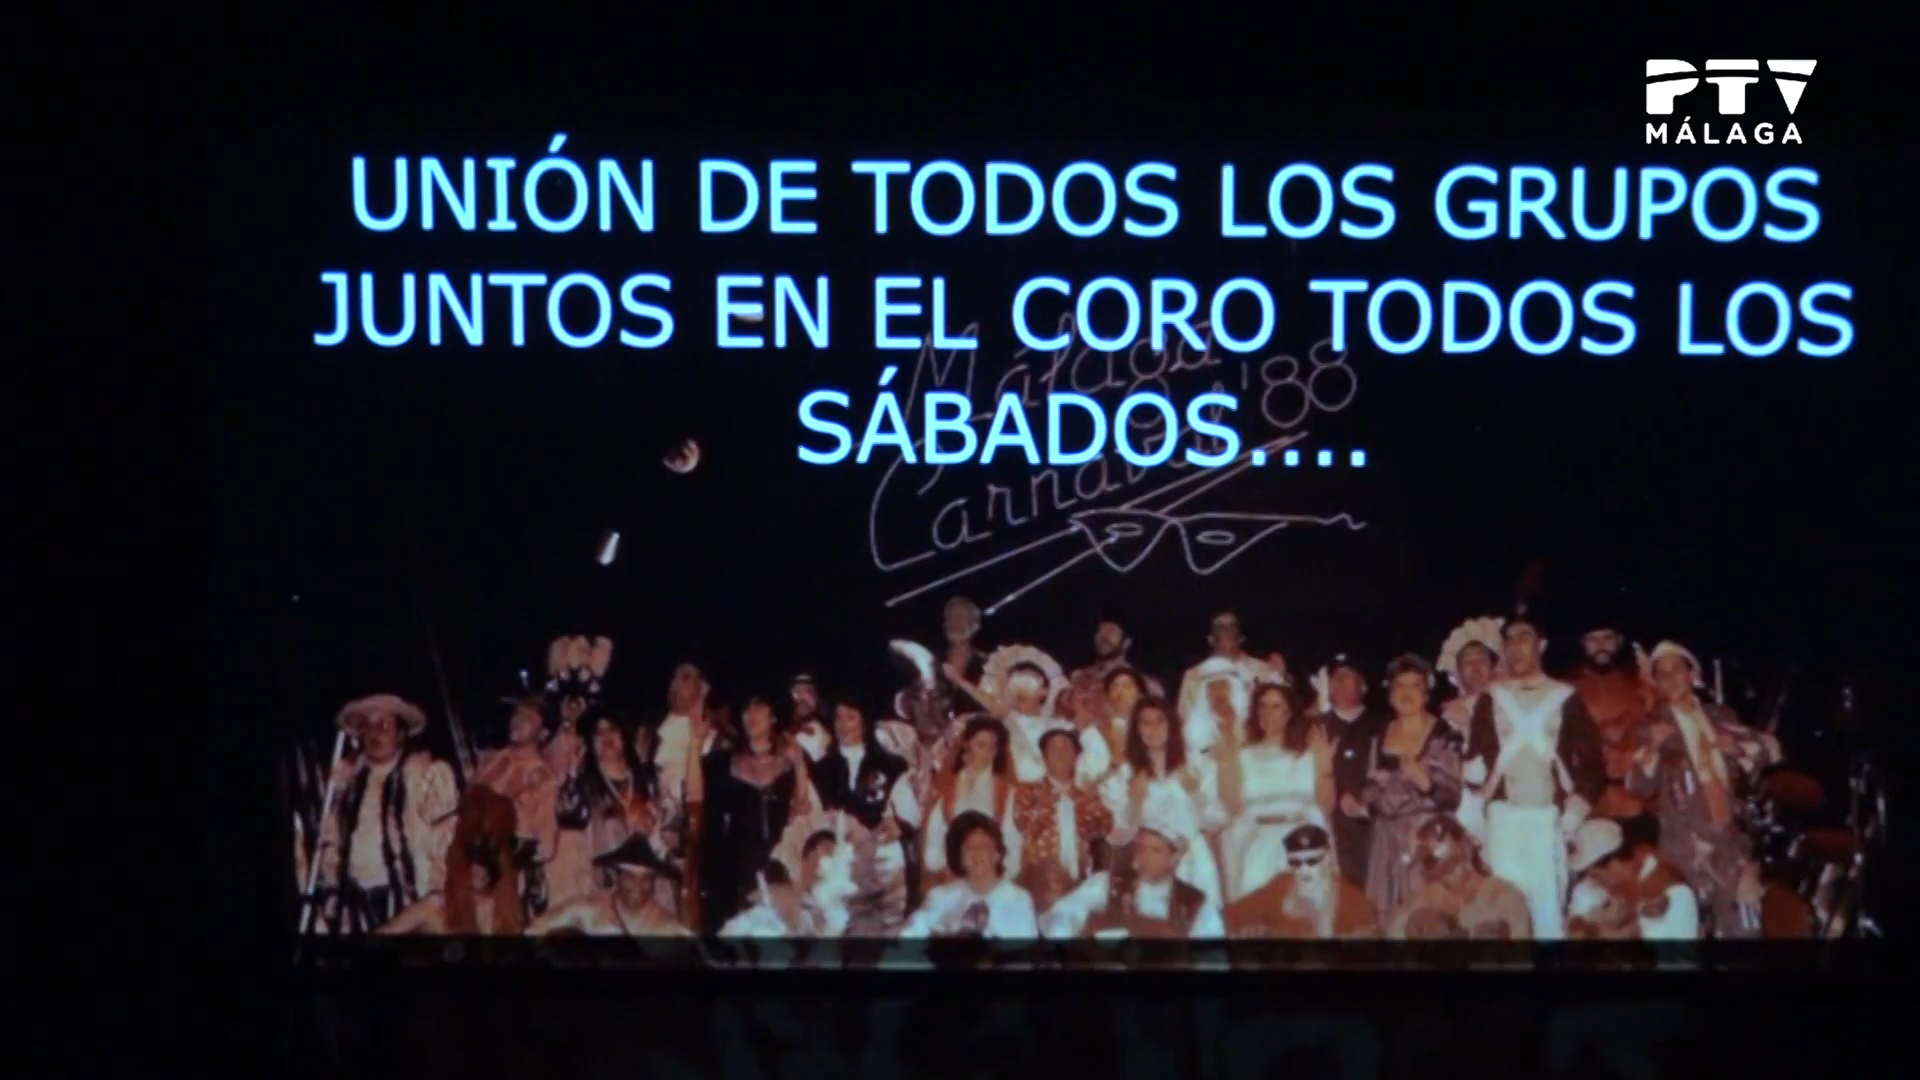 PTV
MÁLAGA
UNIÓN DE TODOS LOS GRUPOS
JUNTOS EN EL CORO TODOS LOS
SÁBADOS....
Málaga
Carnaval '88